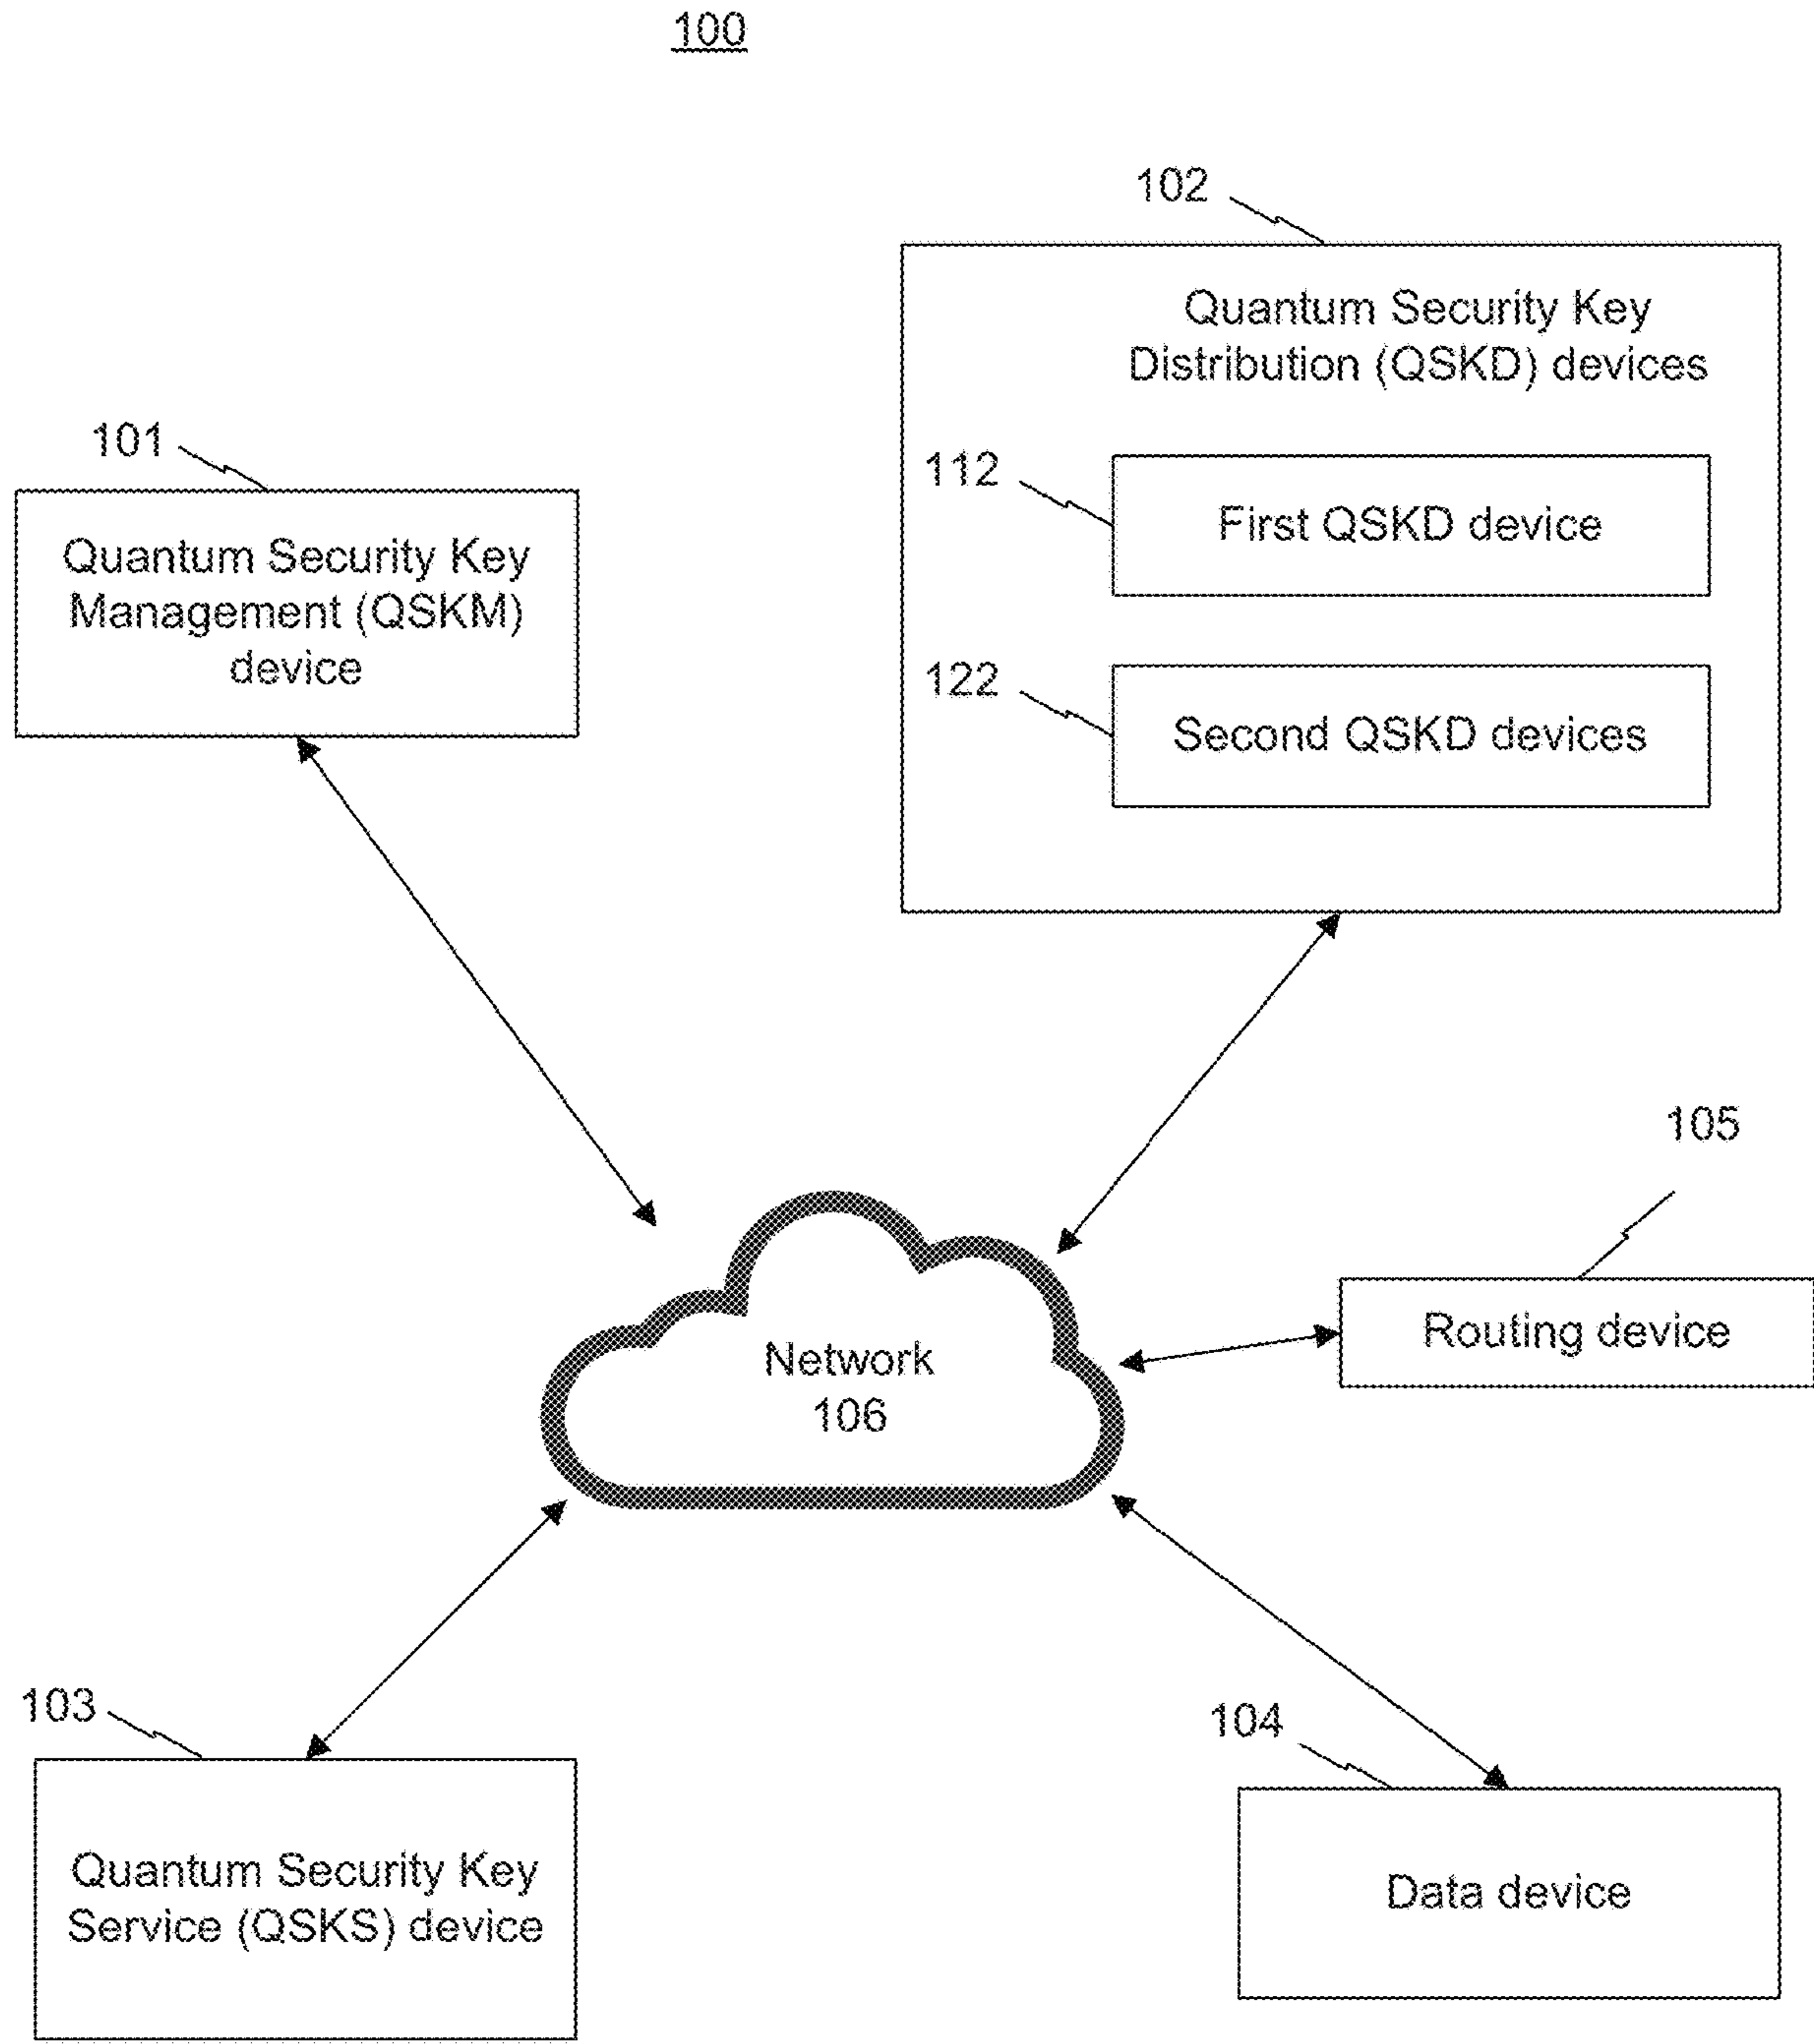 100
102
Quantum Security Key
Distribution (QSKD) devices
101
112
First QSKD device
Quantum Security Key
Management (QSKM)
device
122
Second QSKD devices
105
Routing device
Network
106
103
104
Quantum Security Key
Service (QSKS) device
Data device